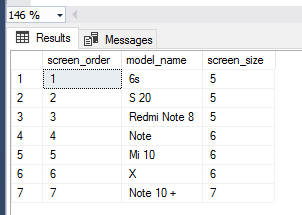 146 %
Results Messages
screen_order model_name screen_size
1 1 6s 5
2 2 S 20 5
3 3 Redmi Note 8 5
4 4 Note 6
5 5 Mi 10 6
6 6 X 6
7 7 Note 10 + 7